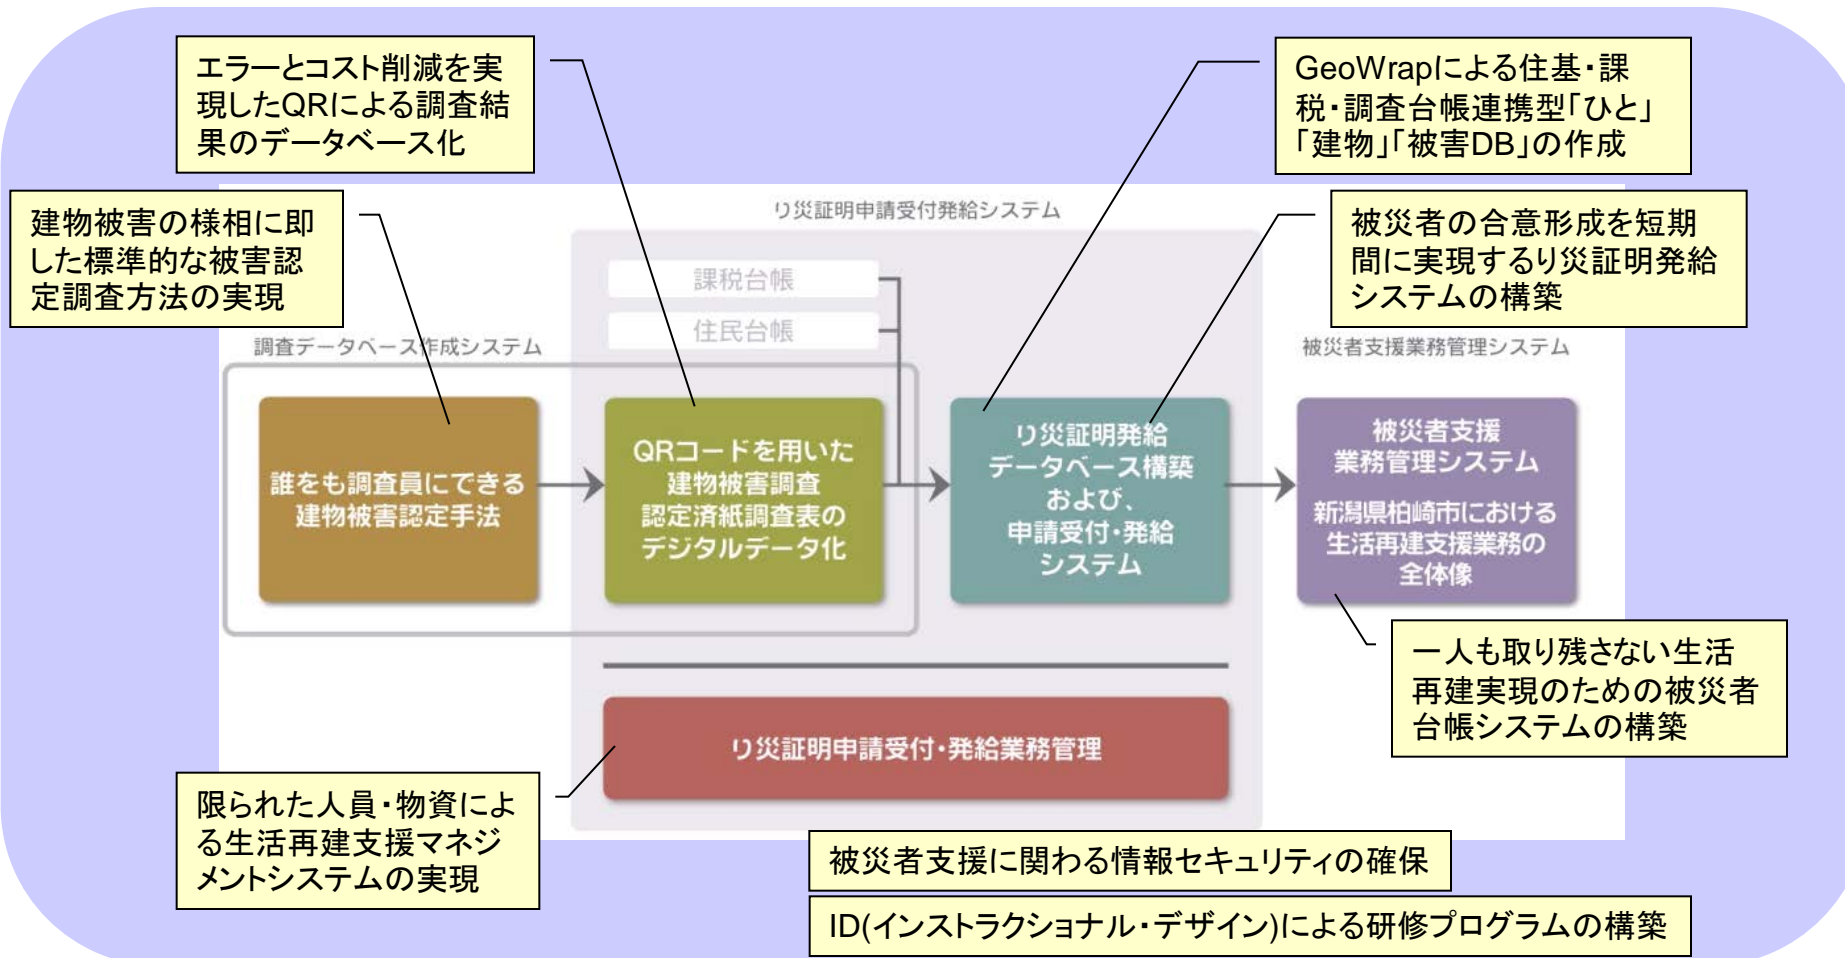 エラーとコスト削減を実
現したQRによる調査結
果のデータベース化
GeoWrapによる住基・課
税・調査台帳連携型「ひと」
「建物」「被害DB」の作成
建物被害の様相に即
した標準的な被害認
定調査方法の実現
り災証明申請受付発給システム
被災者の合意形成を短期
間に実現するり災証明発給
システムの構築
課税台帳
住民台帳
調査データベース作成システム
被災者支援業務管理システム
誰をも調査員にできる
建物被害認定手法
QRコードを用いた
建物被害調査
認定済紙調査表の
デジタルデータ化
り災証明発給
データベース構築
および、
申請受付・発給
システム
被災者支援
業務管理システム
新潟県柏崎市における
生活再建支援業務の
全体像
一人も取り残さない生活
再建実現のための被災者
台帳システムの構築
り災証明申請受付・発給業務管理
限られた人員・物資によ
る生活再建支援マネジ
メントシステムの実現
被災者支援に関わる情報セキュリティの確保
ID(インストラクショナル・デザイン)による研修プログラムの構築